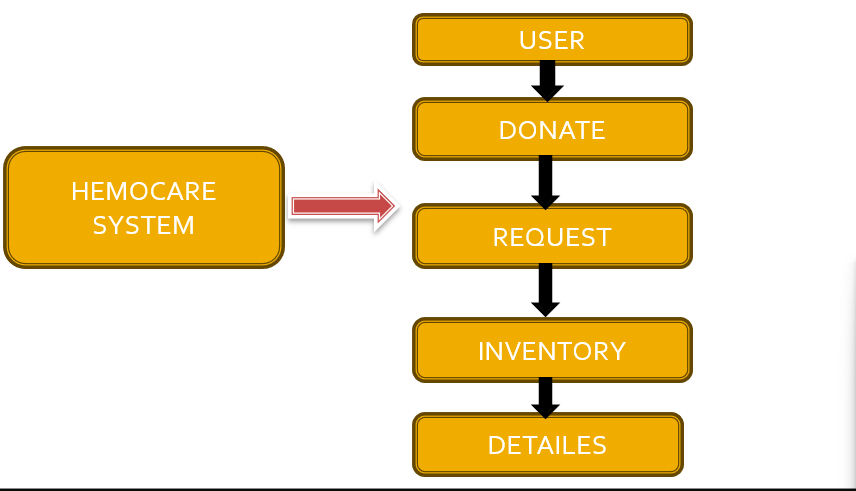 HEMOCARE
SYSTEM
USER
DONATE
REQUEST
INVENTORY
DETAILES